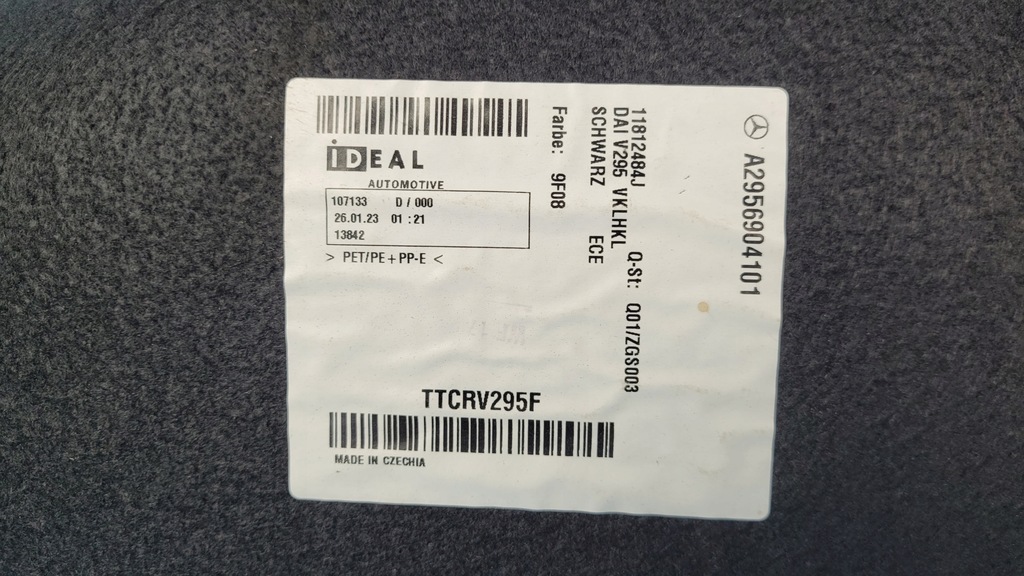 IDEAL
AUTOMOTIVE
107133 D / 000
26.01.23 01 : 21
13842
> PET/PE + PP-E <
TTCRV295F
MADE IN CZECHIA
A2956904101
11812484J
DAI V295 VKLHKL Q-St: Q01/ZGS003
SCHWARZ ECE
Farbe: 9F08